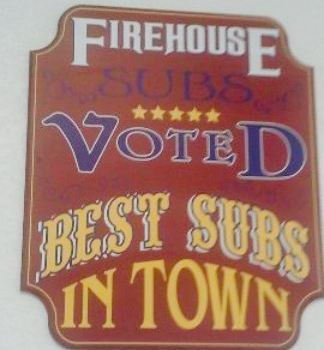 FIREHOUSE
SUBS
VOTED
BEST SUBS
IN TOWN